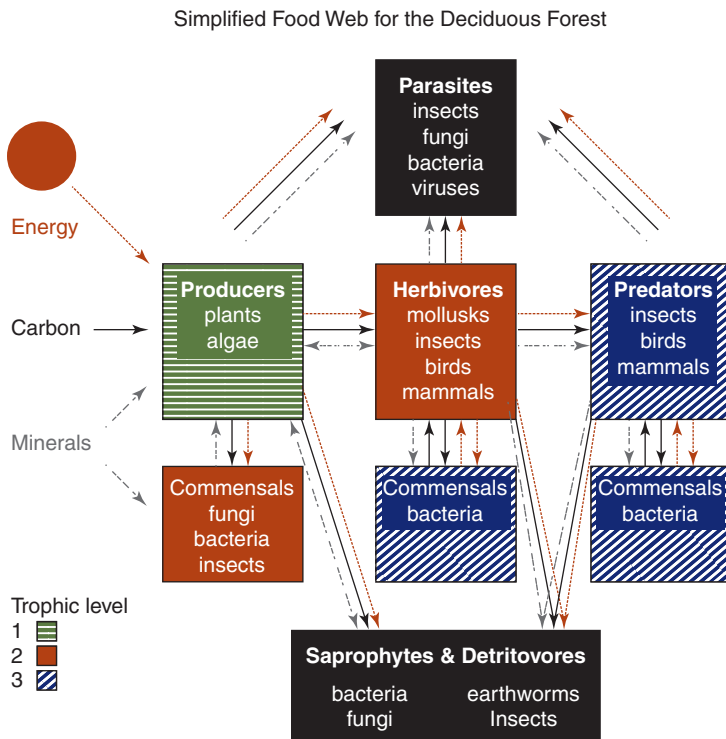 Simplified Food Web for the Deciduous Forest
Parasites
insects
fungi
bacteria
viruses
Energy
Producers
plants
algae
Herbivores
mollusks
insects
birds
mammals
Predators
insects
birds
mammals
Carbon
Minerals
Commensals
fungi
bacteria
insects
Commensals
bacteria
Commensals
bacteria
Trophic level
1
2
3
Saprophytes & Detritovores
bacteria earthworms
fungi Insects